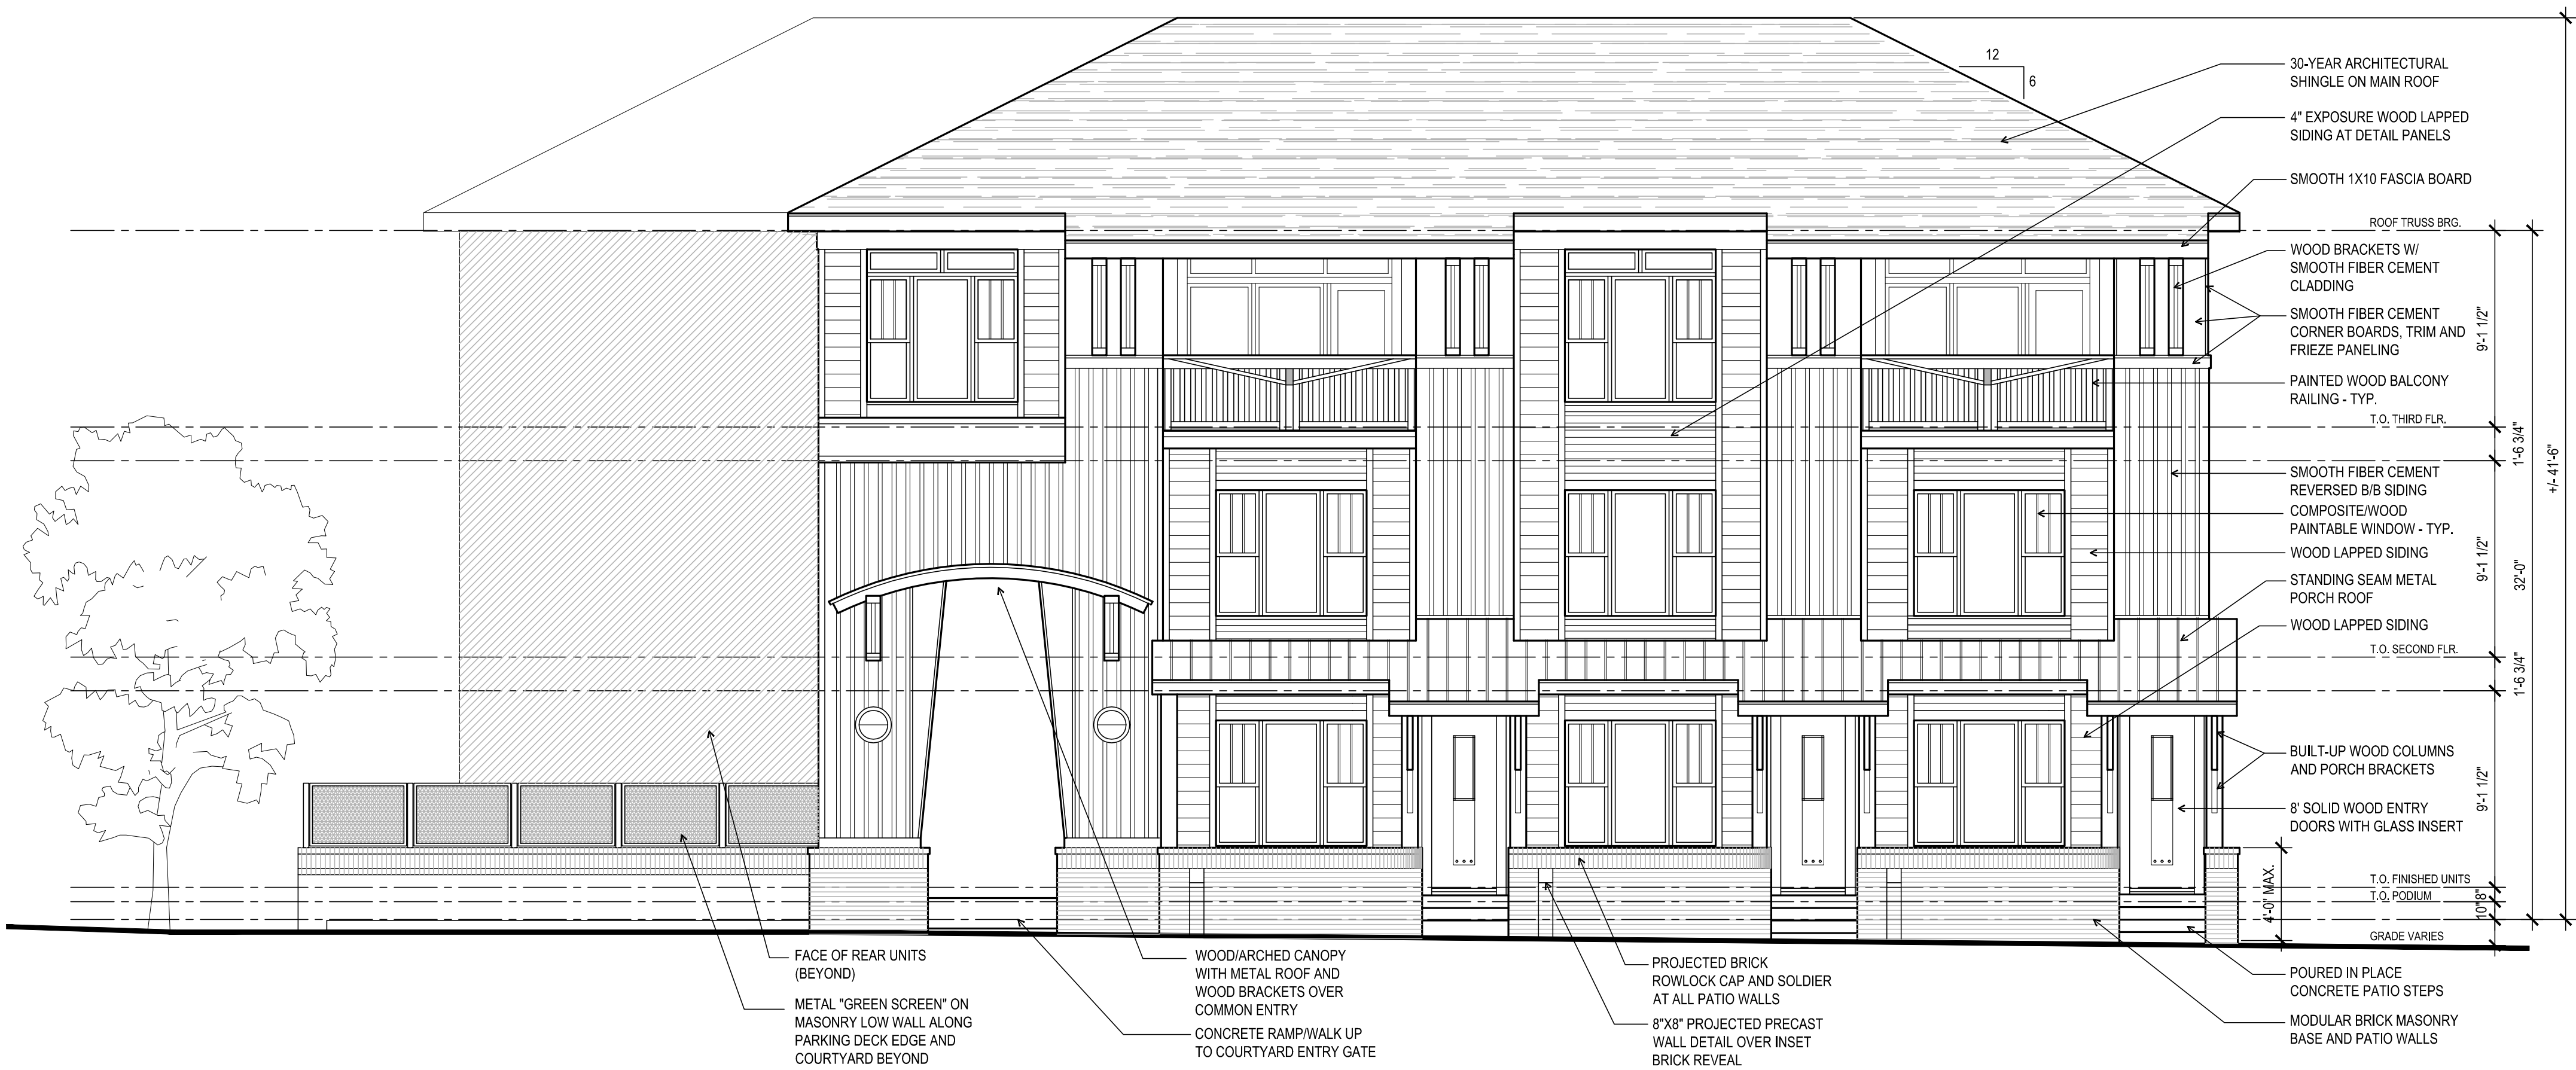 12
6
30-YEAR ARCHITECTURAL
SHINGLE ON MAIN ROOF
4" EXPOSURE WOOD LAPPED
SIDING AT DETAIL PANELS
SMOOTH 1X10 FASCIA BOARD
ROOF TRUSS BRG.
WOOD BRACKETS W/
SMOOTH FIBER CEMENT
CLADDING
SMOOTH FIBER CEMENT
CORNER BOARDS, TRIM AND
FRIEZE PANELING
9'-1 1/2"
PAINTED WOOD BALCONY
RAILING - TYP.
T.O. THIRD FLR.
1'-6 3/4"
+/- 41'-6"
SMOOTH FIBER CEMENT
REVERSED B/B SIDING
COMPOSITE/WOOD
PAINTABLE WINDOW - TYP.
WOOD LAPPED SIDING
9'-1 1/2"
32'-0"
STANDING SEAM METAL
PORCH ROOF
WOOD LAPPED SIDING
T.O. SECOND FLR.
1'-6 3/4"
BUILT-UP WOOD COLUMNS
AND PORCH BRACKETS
9'-1 1/2"
8' SOLID WOOD ENTRY
DOORS WITH GLASS INSERT
4'-0" MAX.
T.O. FINISHED UNITS
T.O. PODIUM
8"
10"
GRADE VARIES
FACE OF REAR UNITS
(BEYOND)
METAL "GREEN SCREEN" ON
MASONRY LOW WALL ALONG
PARKING DECK EDGE AND
COURTYARD BEYOND
WOOD/ARCHED CANOPY
WITH METAL ROOF AND
WOOD BRACKETS OVER
COMMON ENTRY
CONCRETE RAMP/WALK UP
TO COURTYARD ENTRY GATE
PROJECTED BRICK
ROWLOCK CAP AND SOLDIER
AT ALL PATIO WALLS
8"X8" PROJECTED PRECAST
WALL DETAIL OVER INSET
BRICK REVEAL
POURED IN PLACE
CONCRETE PATIO STEPS
MODULAR BRICK MASONRY
BASE AND PATIO WALLS